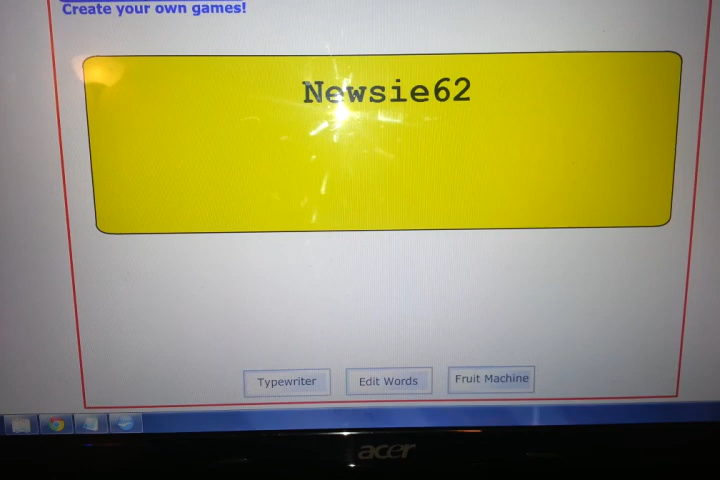 Create your own games!
Newsie62
Typewriter
Edit Words
Fruit Machine
acer